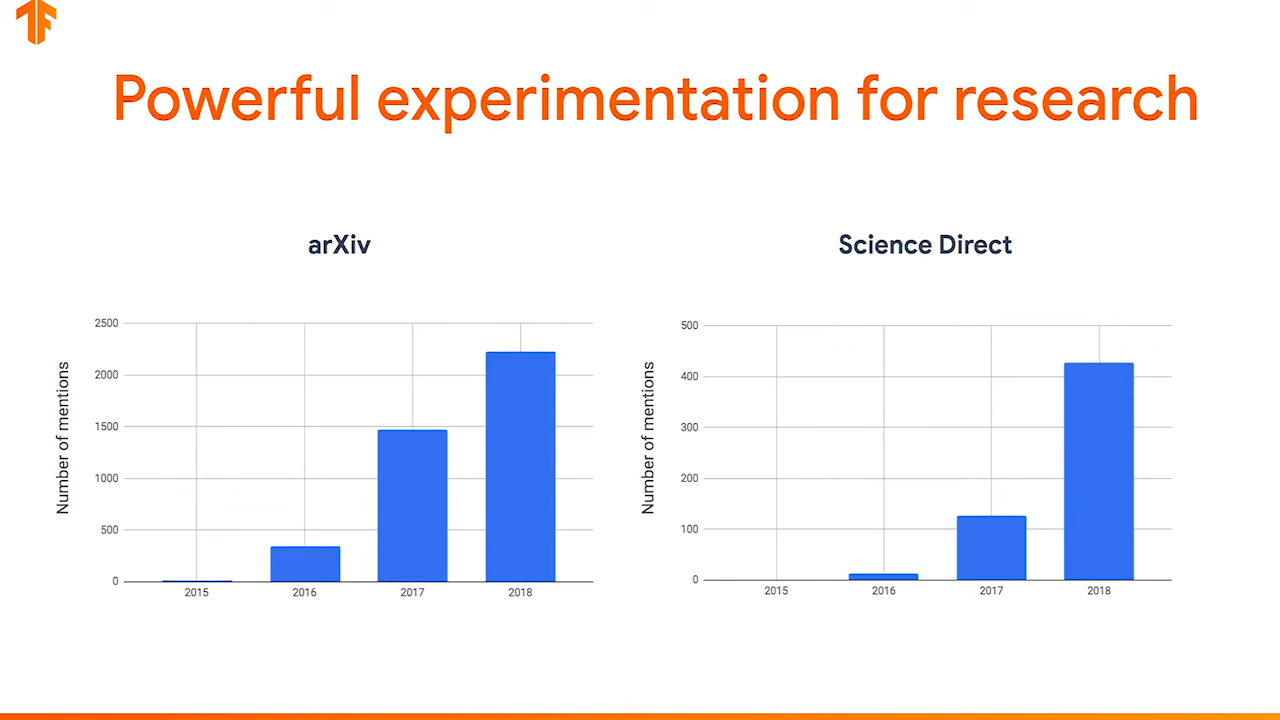 Powerful experimentation for research
arXiv
Number of mentions
2500
2000
1500
1000
500
0
2015 2016 2017 2018
Science Direct
Number of mentions
500
400
300
200
100
0
2015 2016 2017 2018